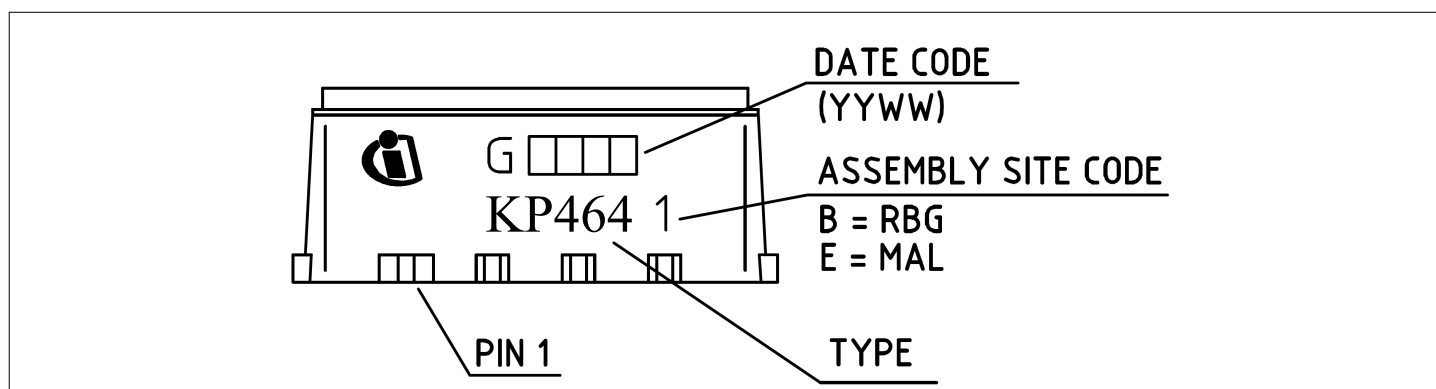 DATE CODE
(YYWW)
G
ASSEMBLY SITE CODE
KP464 1
B = RBG
E = MAL
PIN 1
TYPE